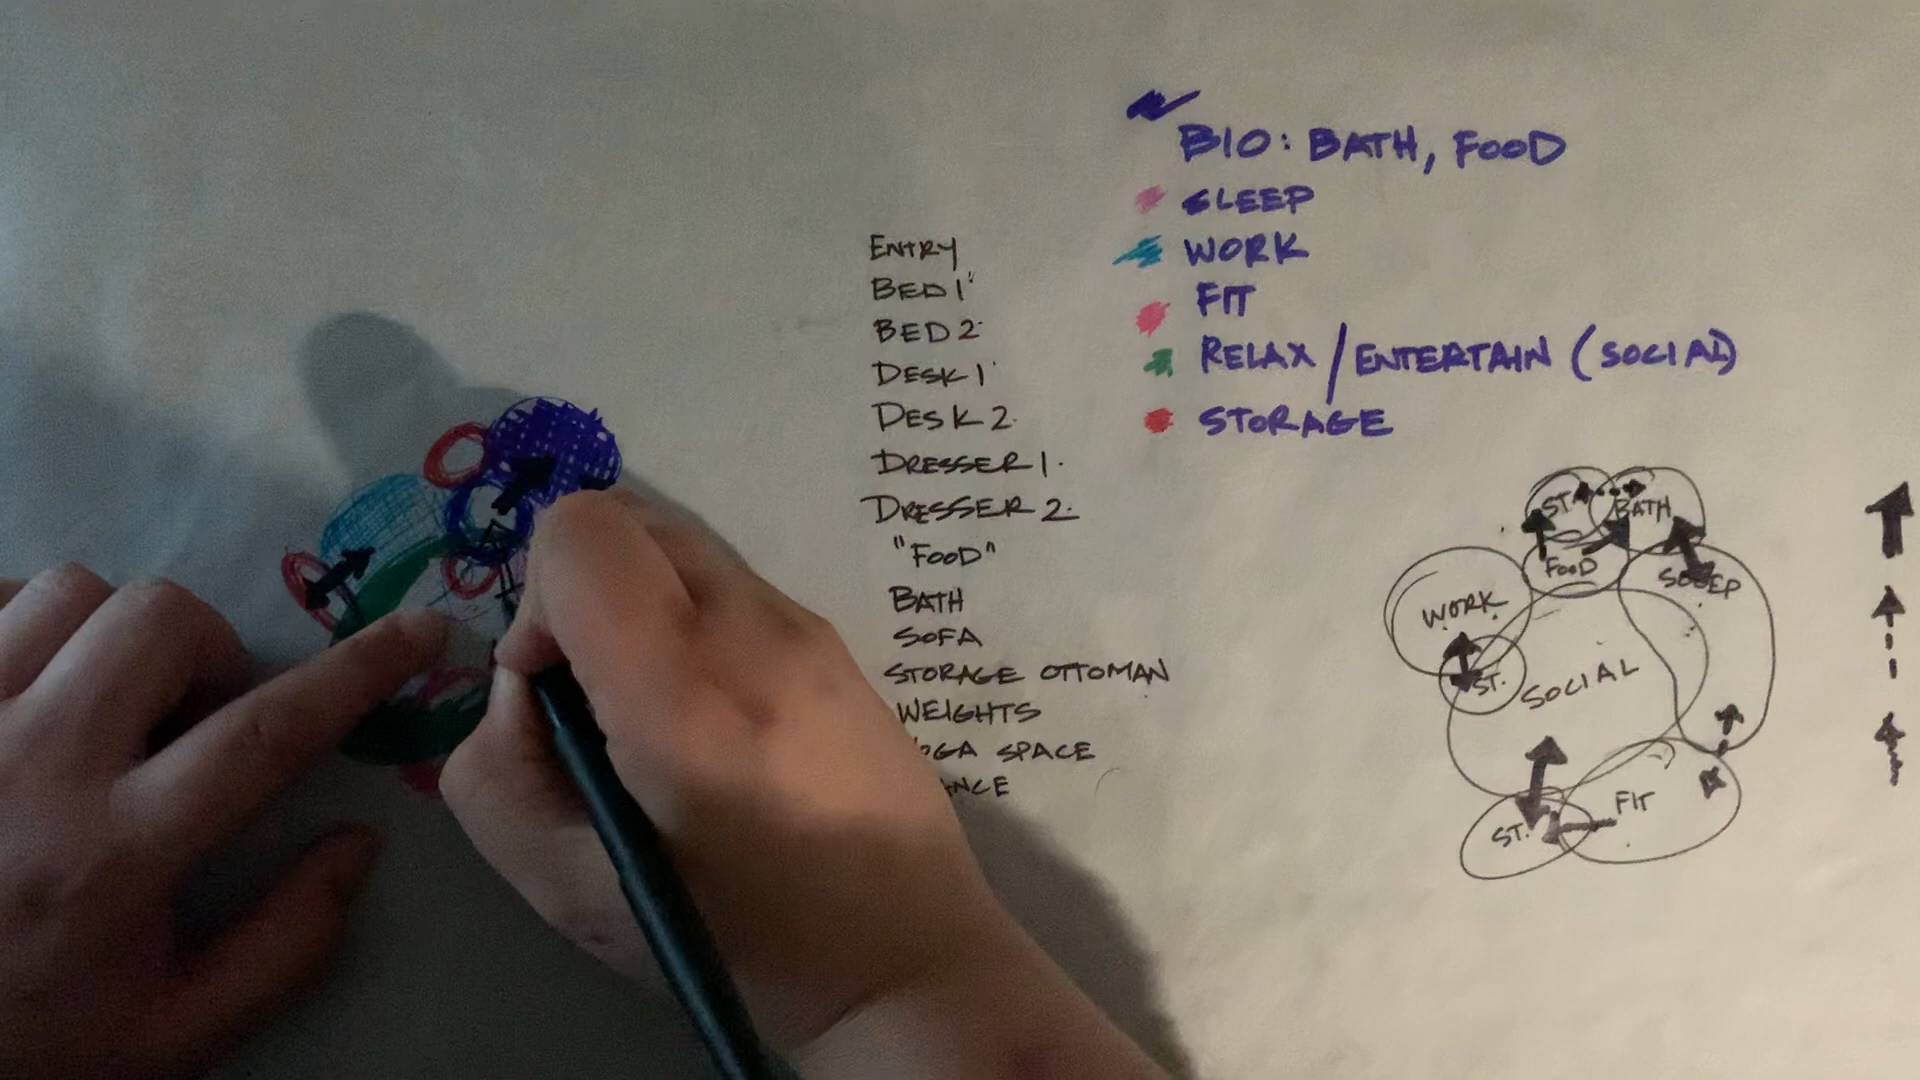 BIO: BATH, FOOD
SLEEP
WORK
FIT
RELAX / ENTERTAIN (SOCIAL)
STORAGE
ENTRY
BED 1
BED 2
DESK 1
DESK 2
DRESSER 1
DRESSER 2
"FOOD"
BATH
SOFA
STORAGE OTTOMAN
WEIGHTS
OGA SPACE
ANCE
ST.
BATH
FOOD
WORK
ST.
SOCIAL
FIT
ST.